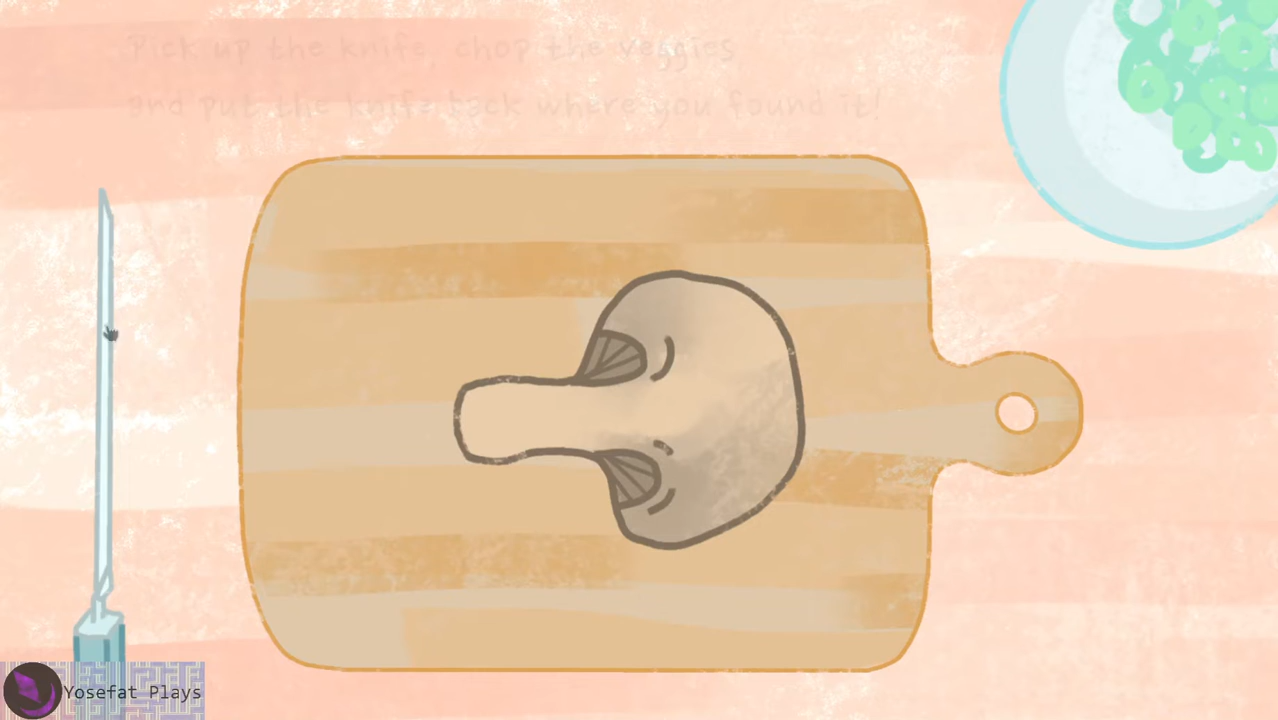 Pick up the knife, chop the veggies
and put the knife back where you found it!
Yosefat Plays